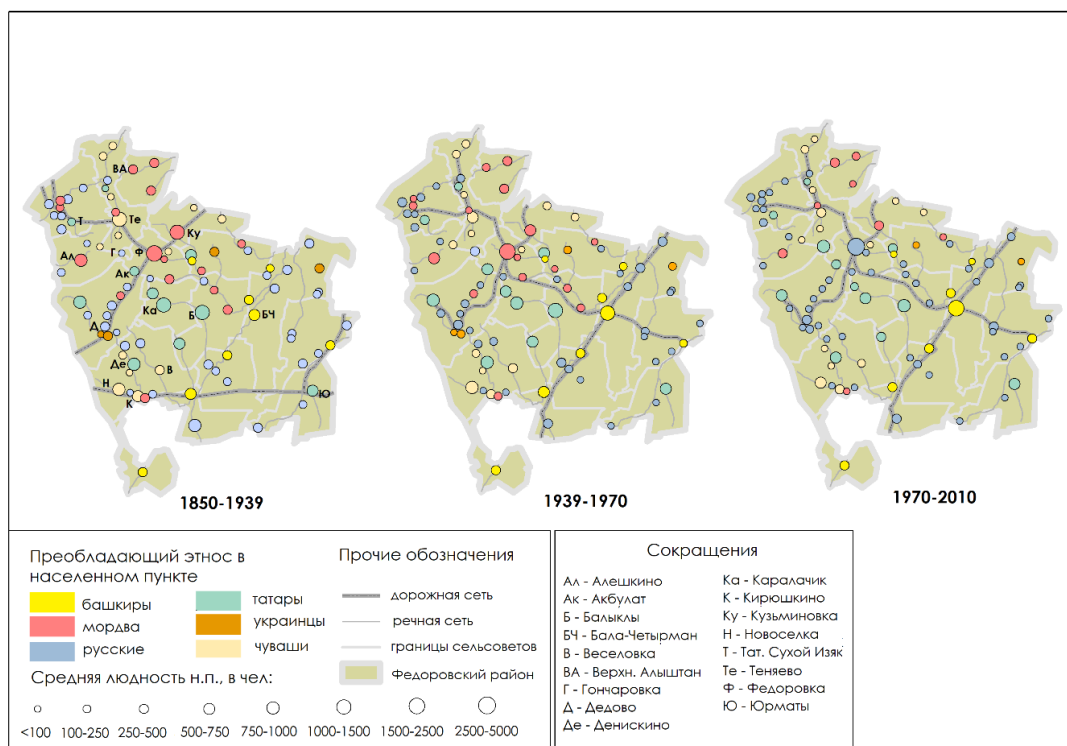 ВА
Т
Те
Ку
Г
Ф
Ал
Ак
Ка
Б
БЧ
Д
Де
В
Н
К
Ю
1850-1939
1939-1970
1970-2010
Преобладающий этнос в
населенном пункте
башкиры
мордва
русские
татары
украинцы
чуваши
Средняя людность н.п., в чел:
<100
100-250
250-500
500-750
750-1000
1000-1500
1500-2500
2500-5000
Прочие обозначения
дорожная сеть
речная сеть
границы сельсоветов
Федоровский район
Сокращения
Ал - Алешкино
Ак - Акбулат
Б - Балыклы
БЧ - Бала-Четырман
В - Веселовка
ВА - Верхн. Алыштан
Г - Гончаровка
Д - Дедово
Де - Денискино
Ка - Каралачик
К - Кирюшкино
Ку - Кузьминовка
Н - Новоселка
Т - Тат. Сухой Изяк
Те - Теняево
Ф - Федоровка
Ю - Юрматы